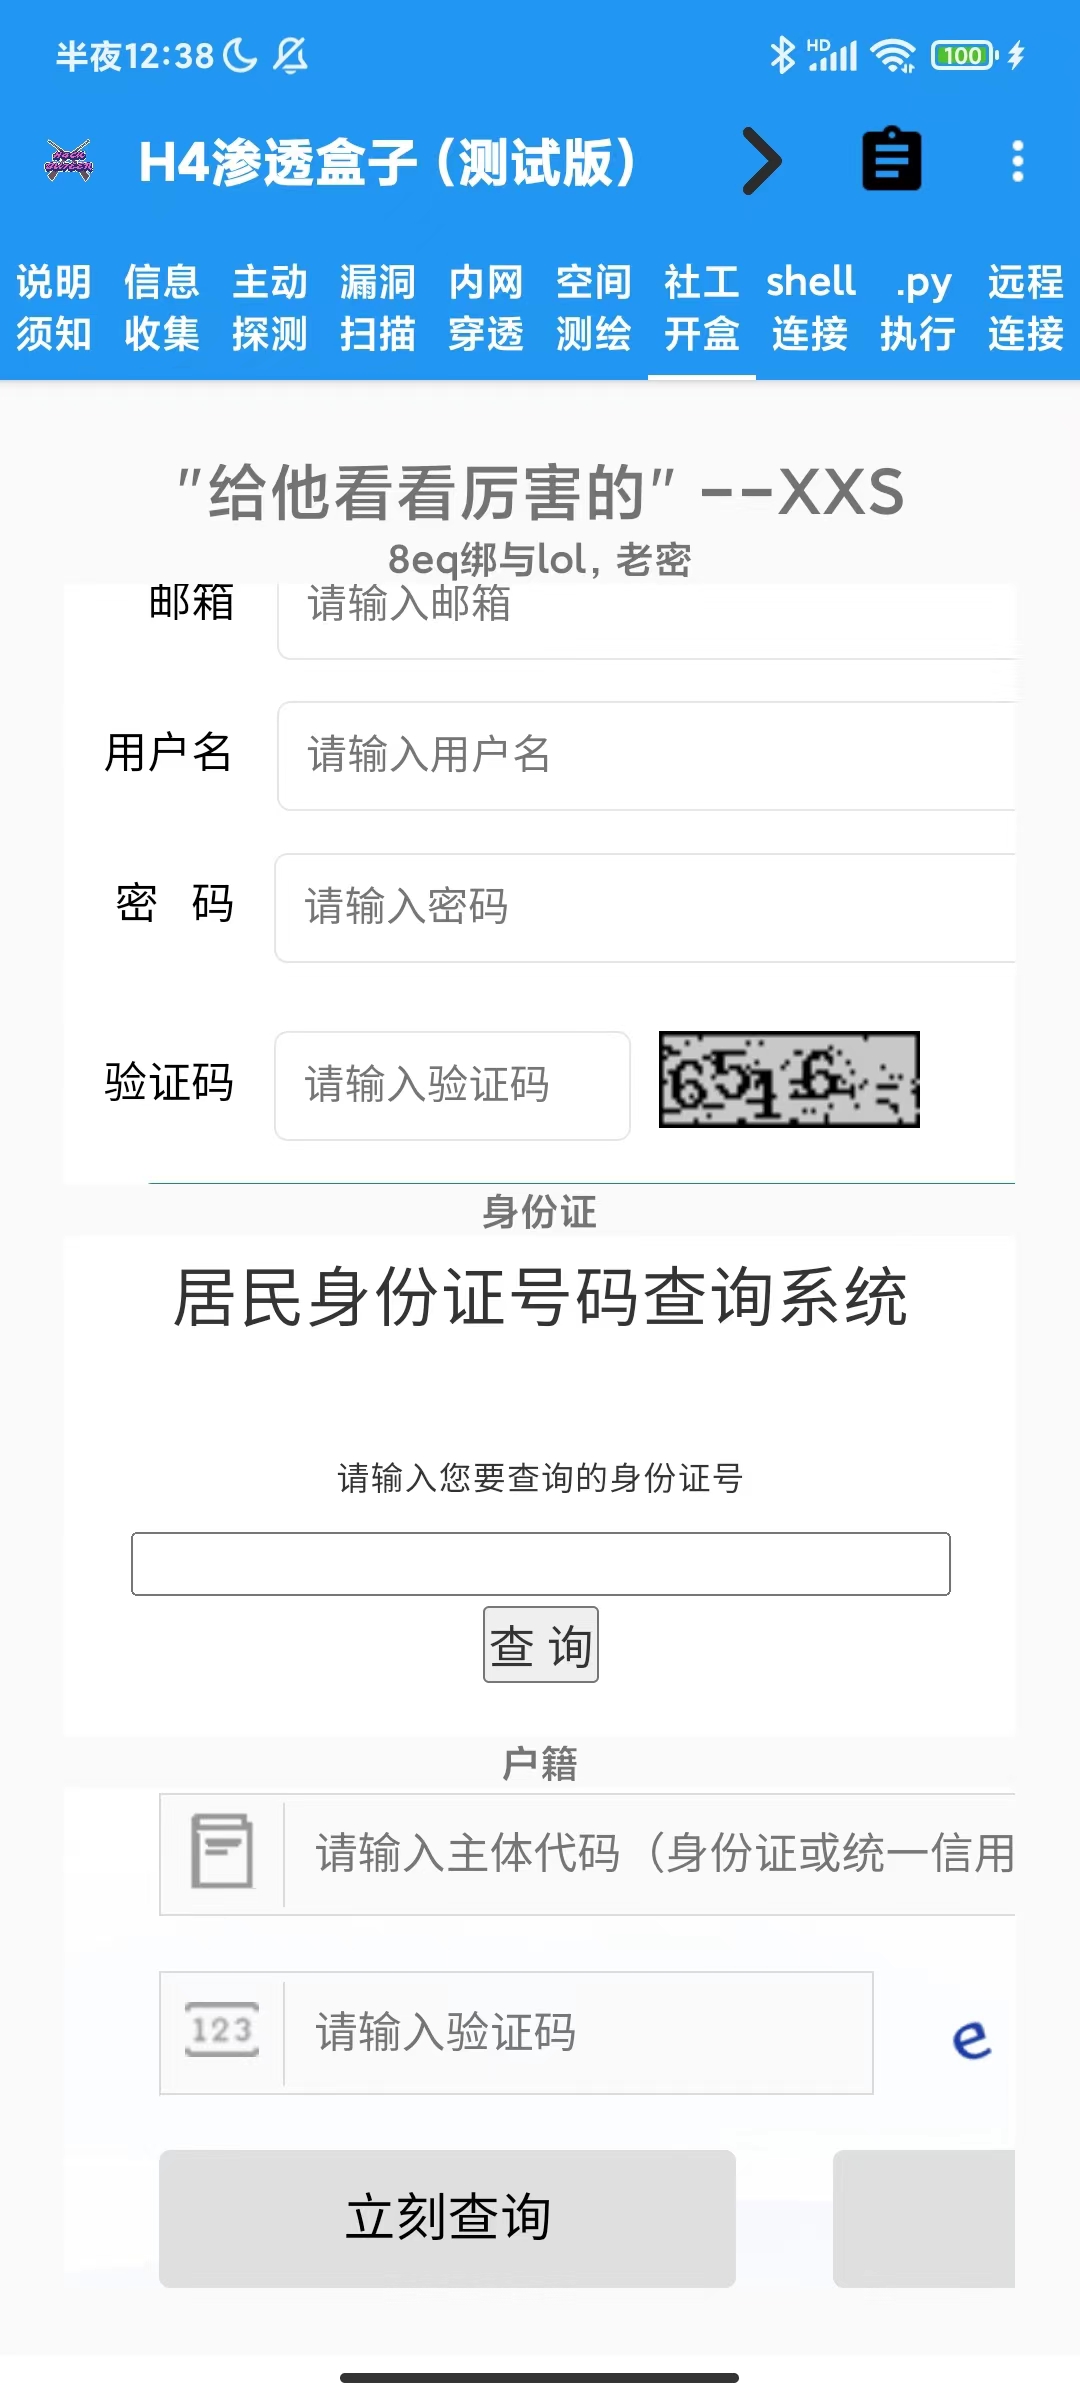 半夜12:38
HD
100
H4渗透盒子（测试版）
说明须知
信息收集
主动探测
漏洞扫描
内网穿透
空间测绘
社工开盒
shell连接
.py执行
远程连接
"给他看看厉害的" --XXS
8eq绑与lol，老密
邮箱 请输入邮箱
用户名 请输入用户名
密 码 请输入密码
验证码 请输入验证码
身份证
居民身份证号码查询系统
请输入您要查询的身份证号
查 询
户籍
请输入主体代码（身份证或统一信用
123 请输入验证码 e
立刻查询